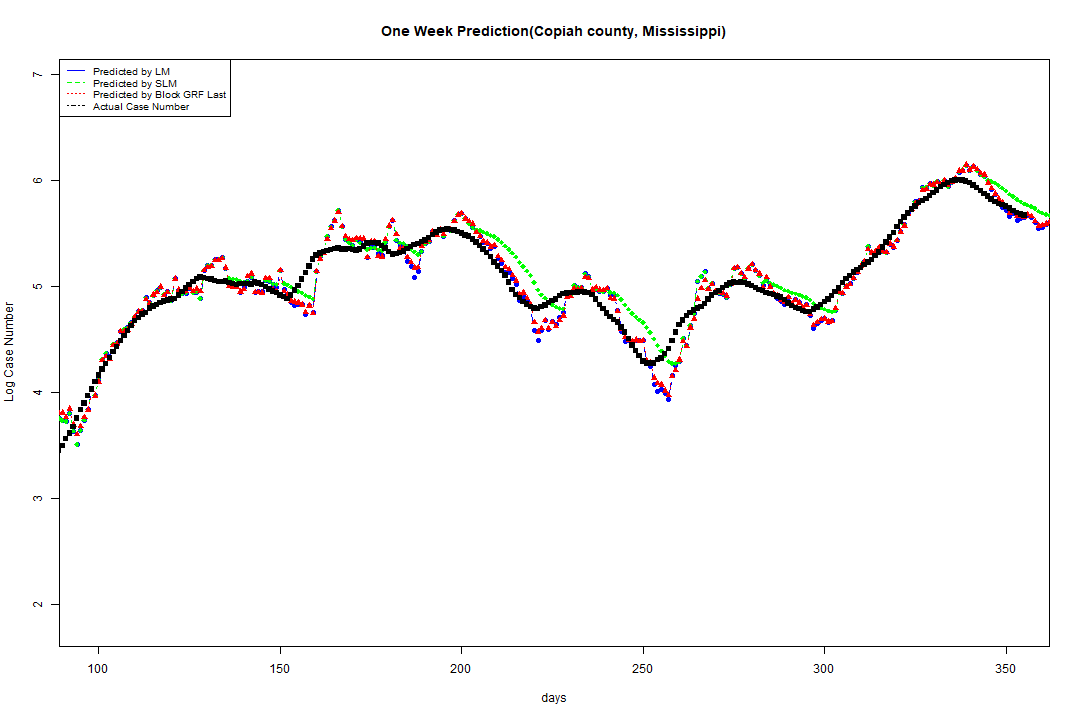 One Week Prediction(Copiah county, Mississippi)
Predicted by LM
Predicted by SLM
Predicted by Block GRF Last
Actual Case Number
7
6
5
4
3
2
Log Case Number
100 150 200 250 300 350
days